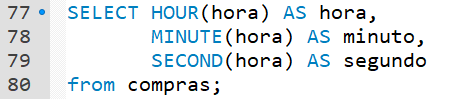 77 SELECT HOUR(hora) AS hora,
78 MINUTE(hora) AS minuto,
79 SECOND(hora) AS segundo
80 from compras;